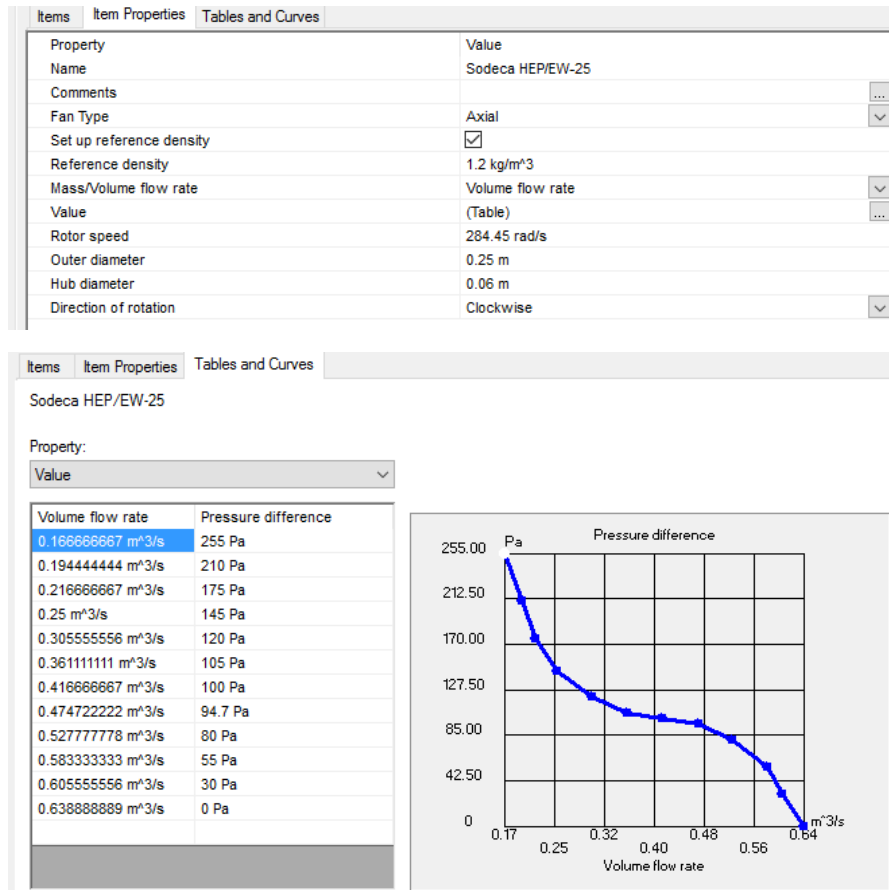 Items Item Properties Tables and Curves
Property Value
Name Sodeca HEP/EW-25
Comments ...
Fan Type Axial
Set up reference density
Reference density 1.2 kg/m^3
Mass/Volume flow rate Volume flow rate
Value (Table) ...
Rotor speed 284.45 rad/s
Outer diameter 0.25 m
Hub diameter 0.06 m
Direction of rotation Clockwise
Items Item Properties Tables and Curves
Sodeca HEP/EW-25
Property:
Value
Volume flow rate Pressure difference
0.166666667 m^3/s 255 Pa
0.194444444 m^3/s 210 Pa
0.216666667 m^3/s 175 Pa
0.25 m^3/s 145 Pa
0.305555556 m^3/s 120 Pa
0.361111111 m^3/s 105 Pa
0.416666667 m^3/s 100 Pa
0.474722222 m^3/s 94.7 Pa
0.527777778 m^3/s 80 Pa
0.583333333 m^3/s 55 Pa
0.605555556 m^3/s 30 Pa
0.638888889 m^3/s 0 Pa
Pa Pressure difference
255.00
212.50
170.00
127.50
85.00
42.50
0 m^3/s
0.17 0.32 0.48 0.64
0.25 0.40 0.56
Volume flow rate